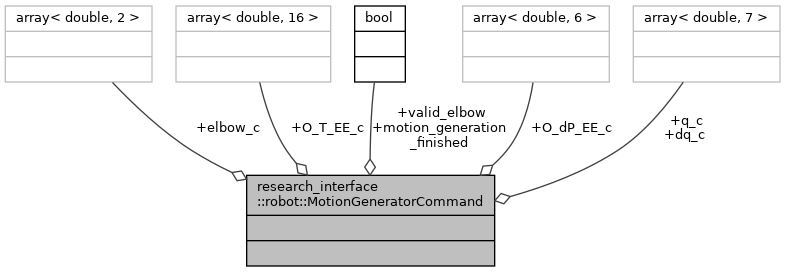 array< double, 2 >
array< double, 16 >
bool
array< double, 6 >
array< double, 7 >
+elbow_c
+O_T_EE_c
+valid_elbow
+motion_generation
_finished
+O_dP_EE_c
+q_c
+dq_c
research_interface
::robot::MotionGeneratorCommand